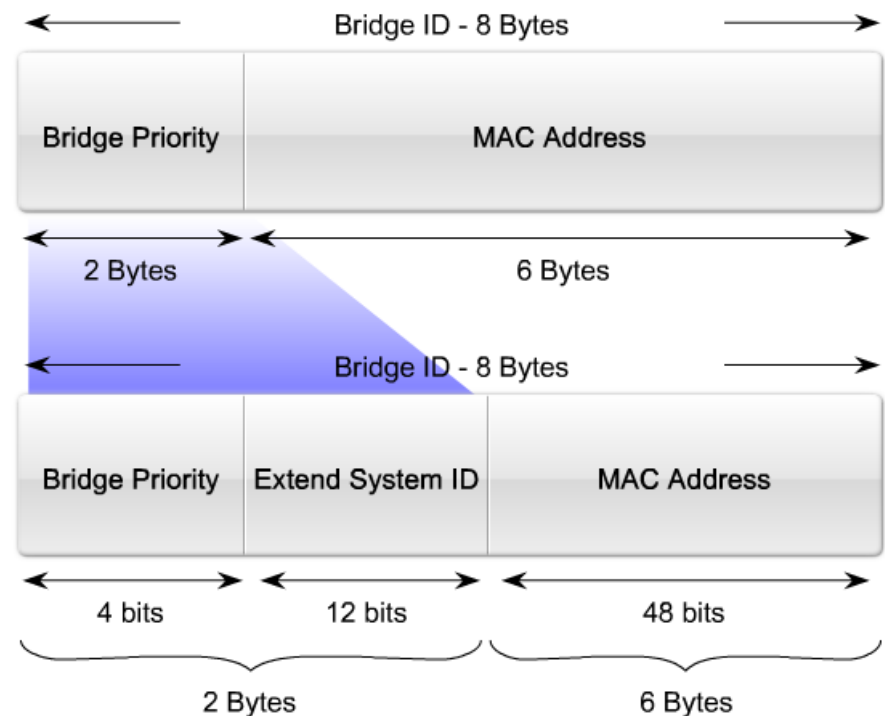 Bridge ID - 8 Bytes
Bridge Priority
MAC Address
2 Bytes
6 Bytes
Bridge ID - 8 Bytes
Bridge Priority
Extend System ID
MAC Address
4 bits
12 bits
48 bits
2 Bytes
6 Bytes